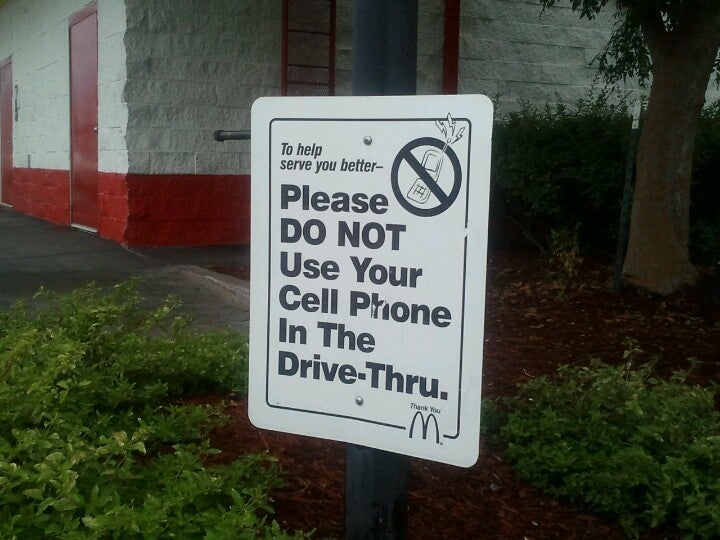 To help
serve you better–
Please
DO NOT
Use Your
Cell Phone
In The
Drive-Thru.
Thank You